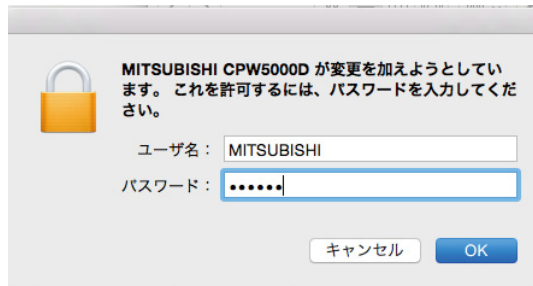 MITSUBISHI CPW5000D が変更を加えようとしてい
ます。 これを許可するには、パスワードを入力してくだ
さい。
ユーザ名： MITSUBISHI
パスワード： ••••••
キャンセル OK